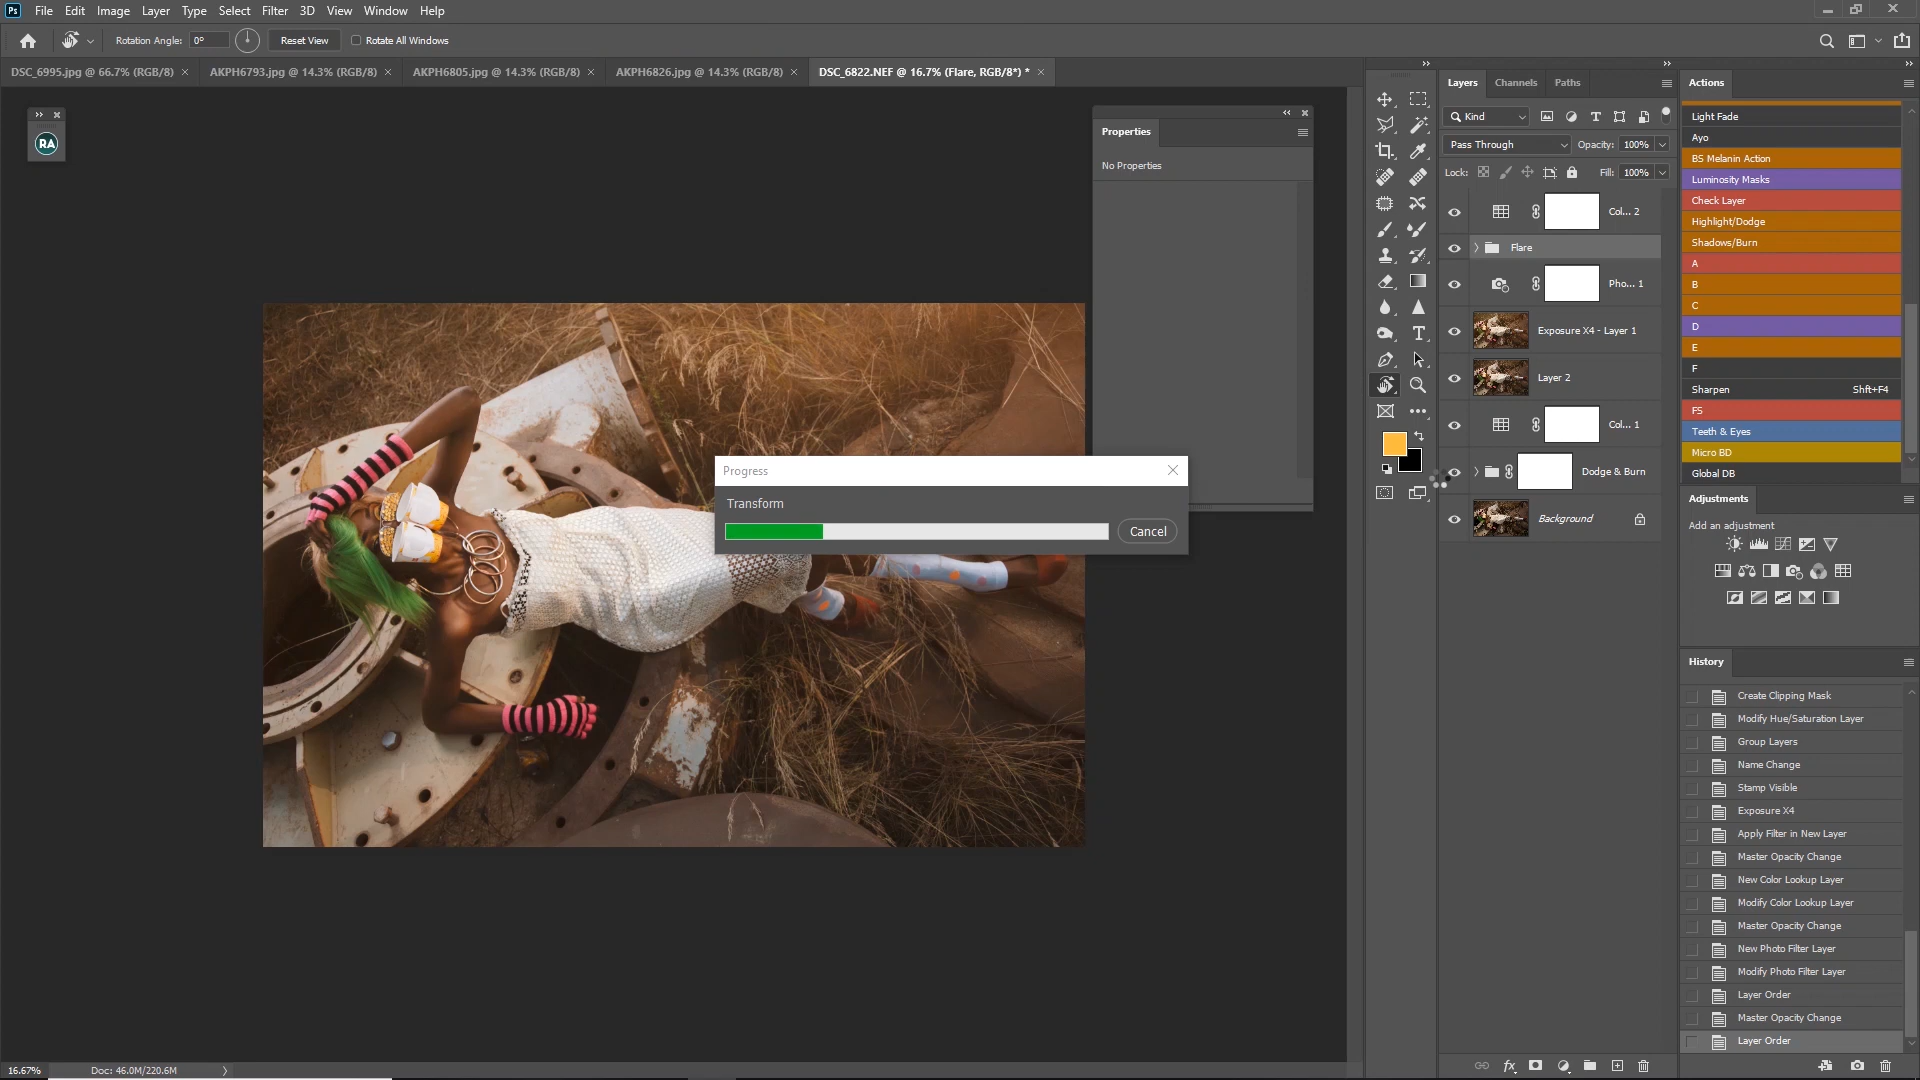 Ps File Edit Image Layer Type Select Filter 3D View Window Help
Rotation Angle: 0° Reset View Rotate All Windows
DSC_6995.jpg @ 66.7% (RGB/8) AKPH6793.jpg @ 14.3% (RGB/8) AKPH6805.jpg @ 14.3% (RGB/8) AKPH6826.jpg @ 14.3% (RGB/8) DSC_6822.NEF @ 16.7% (Flare, RGB/8*) *
RA
Properties
No Properties
Progress
Transform
Cancel
Layers Channels Paths
Kind
Pass Through Opacity: 100%
Lock: Fill: 100%
Col... 2
Flare
Pho... 1
Exposure X4 - Layer 1
Layer 2
Col... 1
Dodge & Burn
Background
Actions
Light Fade
Ayo
BS Melanin Action
Luminosity Masks
Check Layer
Highlight/Dodge
Shadows/Burn
A
B
C
D
E
F
Sharpen Shft+F4
FS
Teeth & Eyes
Micro BD
Global DB
Adjustments
Add an adjustment
History
Create Clipping Mask
Modify Hue/Saturation Layer
Group Layers
Name Change
Stamp Visible
Exposure X4
Apply Filter in New Layer
Master Opacity Change
New Color Lookup Layer
Modify Color Lookup Layer
Master Opacity Change
New Photo Filter Layer
Modify Photo Filter Layer
Layer Order
Master Opacity Change
Layer Order
16.67% Doc: 46.0M/220.6M